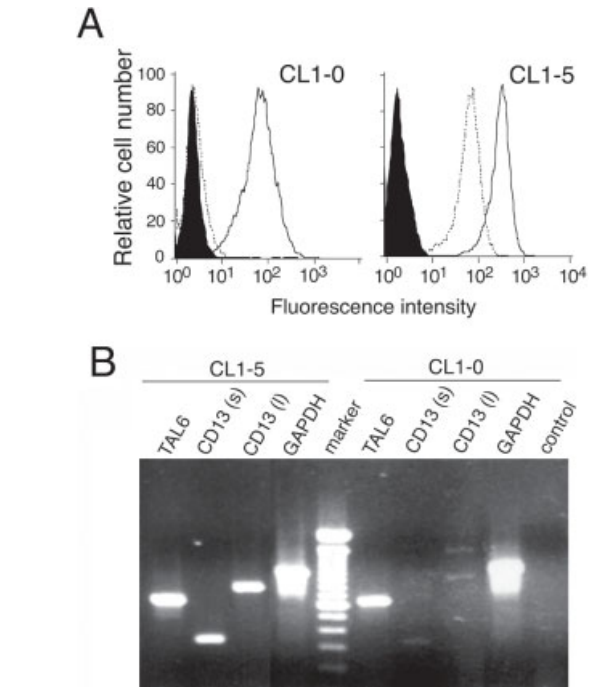 A
CL1-0
CL1-5
Relative cell number
100
80
60
40
20
0
10⁰ 10¹ 10² 10³
10⁰ 10¹ 10² 10³ 10⁴
Fluorescence intensity
B
CL1-5
CL1-0
TAL6 CD13 (s) CD13 (l) GAPDH marker TAL6 CD13 (s) CD13 (l) GAPDH control